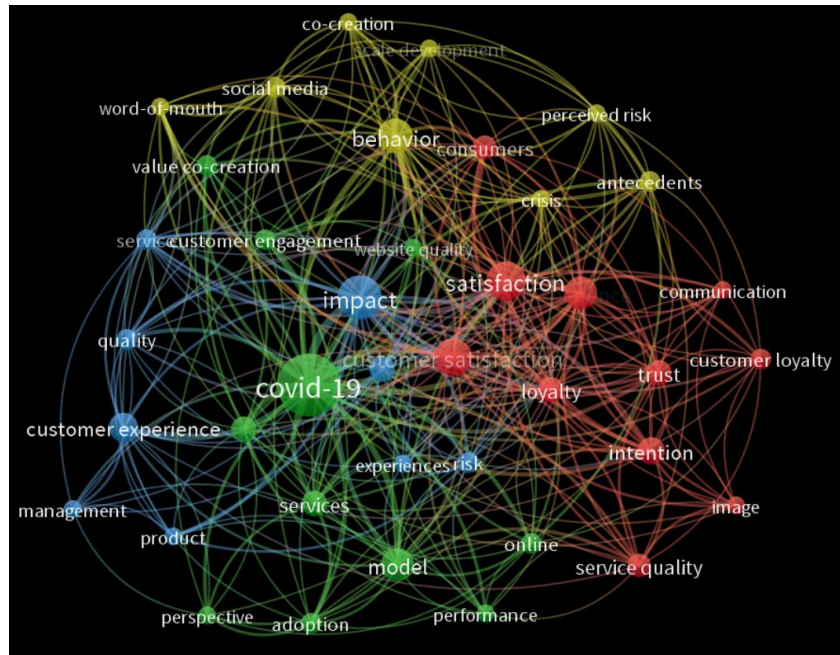 co-creation
scale development
social media
word-of-mouth
perceived risk
behavior
consumers
value co-creation
antecedents
crisis
service
customer engagement
website quality
satisfaction
impact
communication
quality
customer satisfaction
customer loyalty
trust
covid-19
loyalty
customer experience
intention
experiences
risk
services
image
management
product
online
service quality
model
perspective
adoption
performance